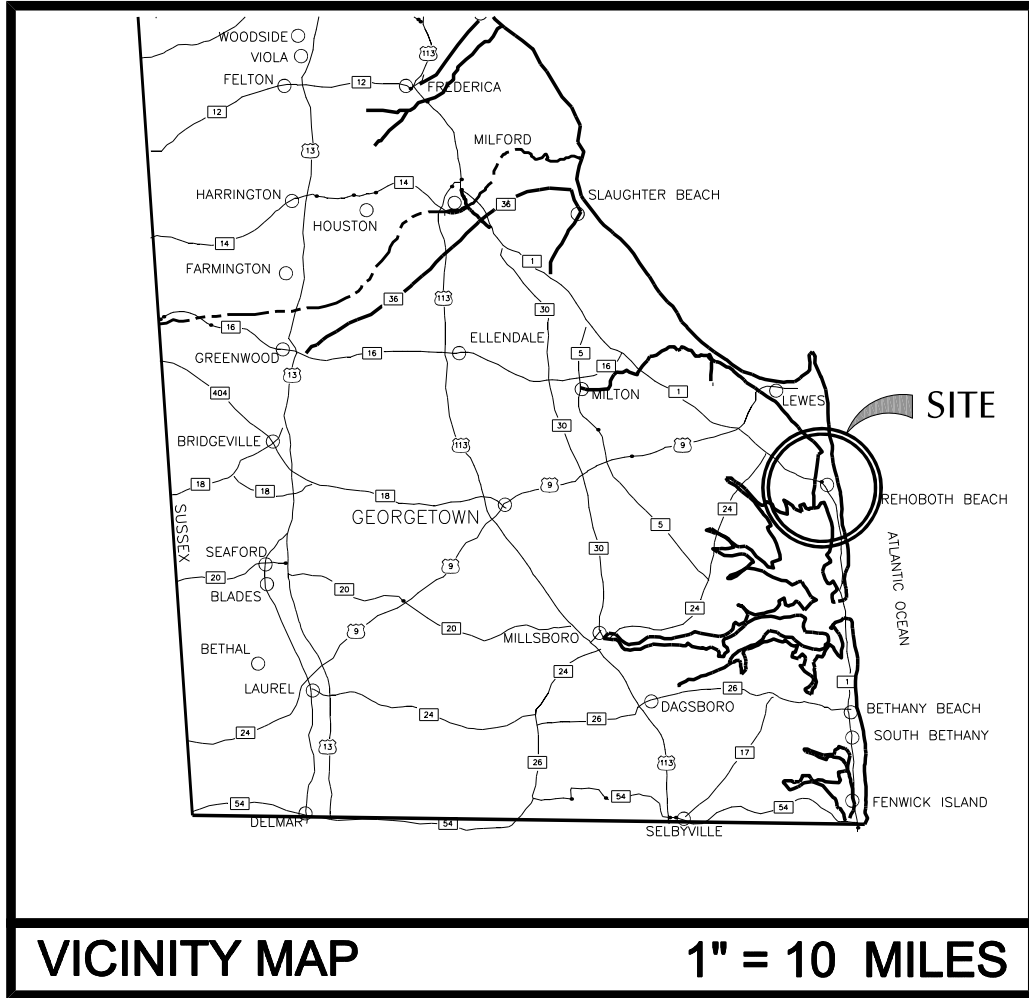 WOODSIDE
113
VIOLA
FELTON
12
FREDERICA
12
MILFORD
13
14
HARRINGTON
36
SLAUGHTER BEACH
HOUSTON
14
1
FARMINGTON
36
113
30
16
ELLENDALE
GREENWOOD
16
5
16
13
404
MILTON
1
LEWES
SITE
30
BRIDGEVILLE
113
9
18
18
18
9
REHOBOTH BEACH
GEORGETOWN
24
5
SUSSEX
ATLANTIC OCEAN
30
SEAFORD
9
20
BLADES
20
24
9
20
MILLSBORO
BETHAL
24
1
LAUREL
26
DAGSBORO
BETHANY BEACH
24
26
24
SOUTH BETHANY
13
17
26
113
54
54
54
FENWICK ISLAND
DELMAR
54
SELBYVILLE
VICINITY MAP
1" = 10 MILES